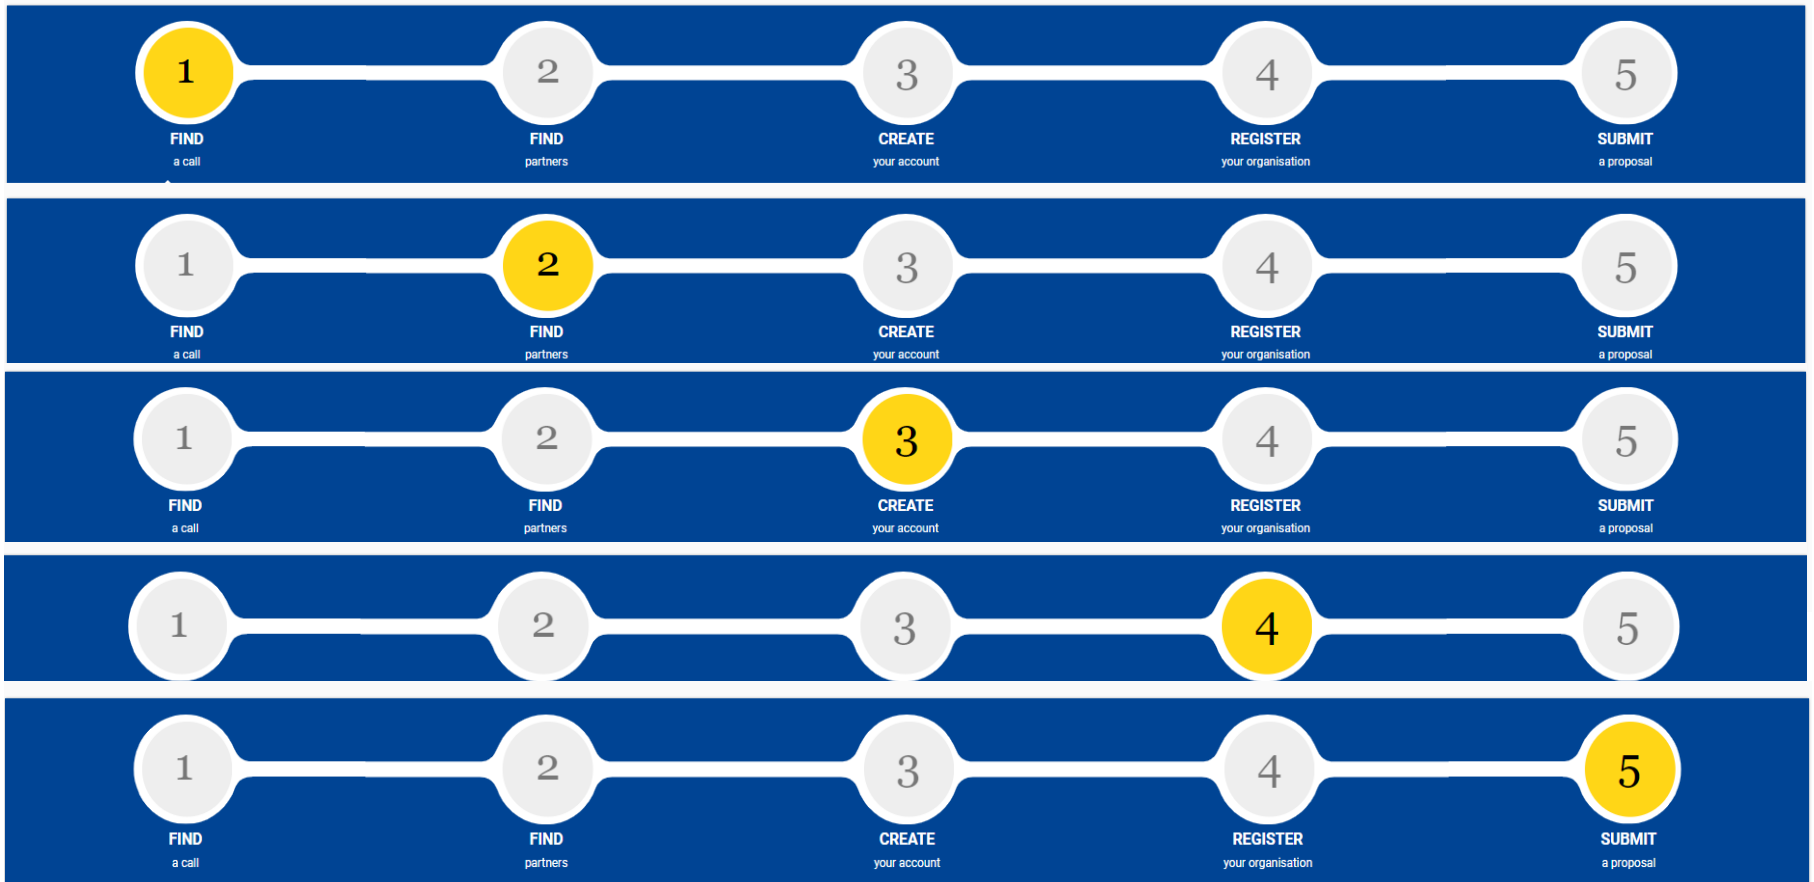 1 2 3 4 5
FIND FIND CREATE REGISTER SUBMIT
a call partners your account your organisation a proposal
1 2 3 4 5
FIND FIND CREATE REGISTER SUBMIT
a call partners your account your organisation a proposal
1 2 3 4 5
FIND FIND CREATE REGISTER SUBMIT
a call partners your account your organisation a proposal
1 2 3 4 5
1 2 3 4 5
FIND FIND CREATE REGISTER SUBMIT
a call partners your account your organisation a proposal